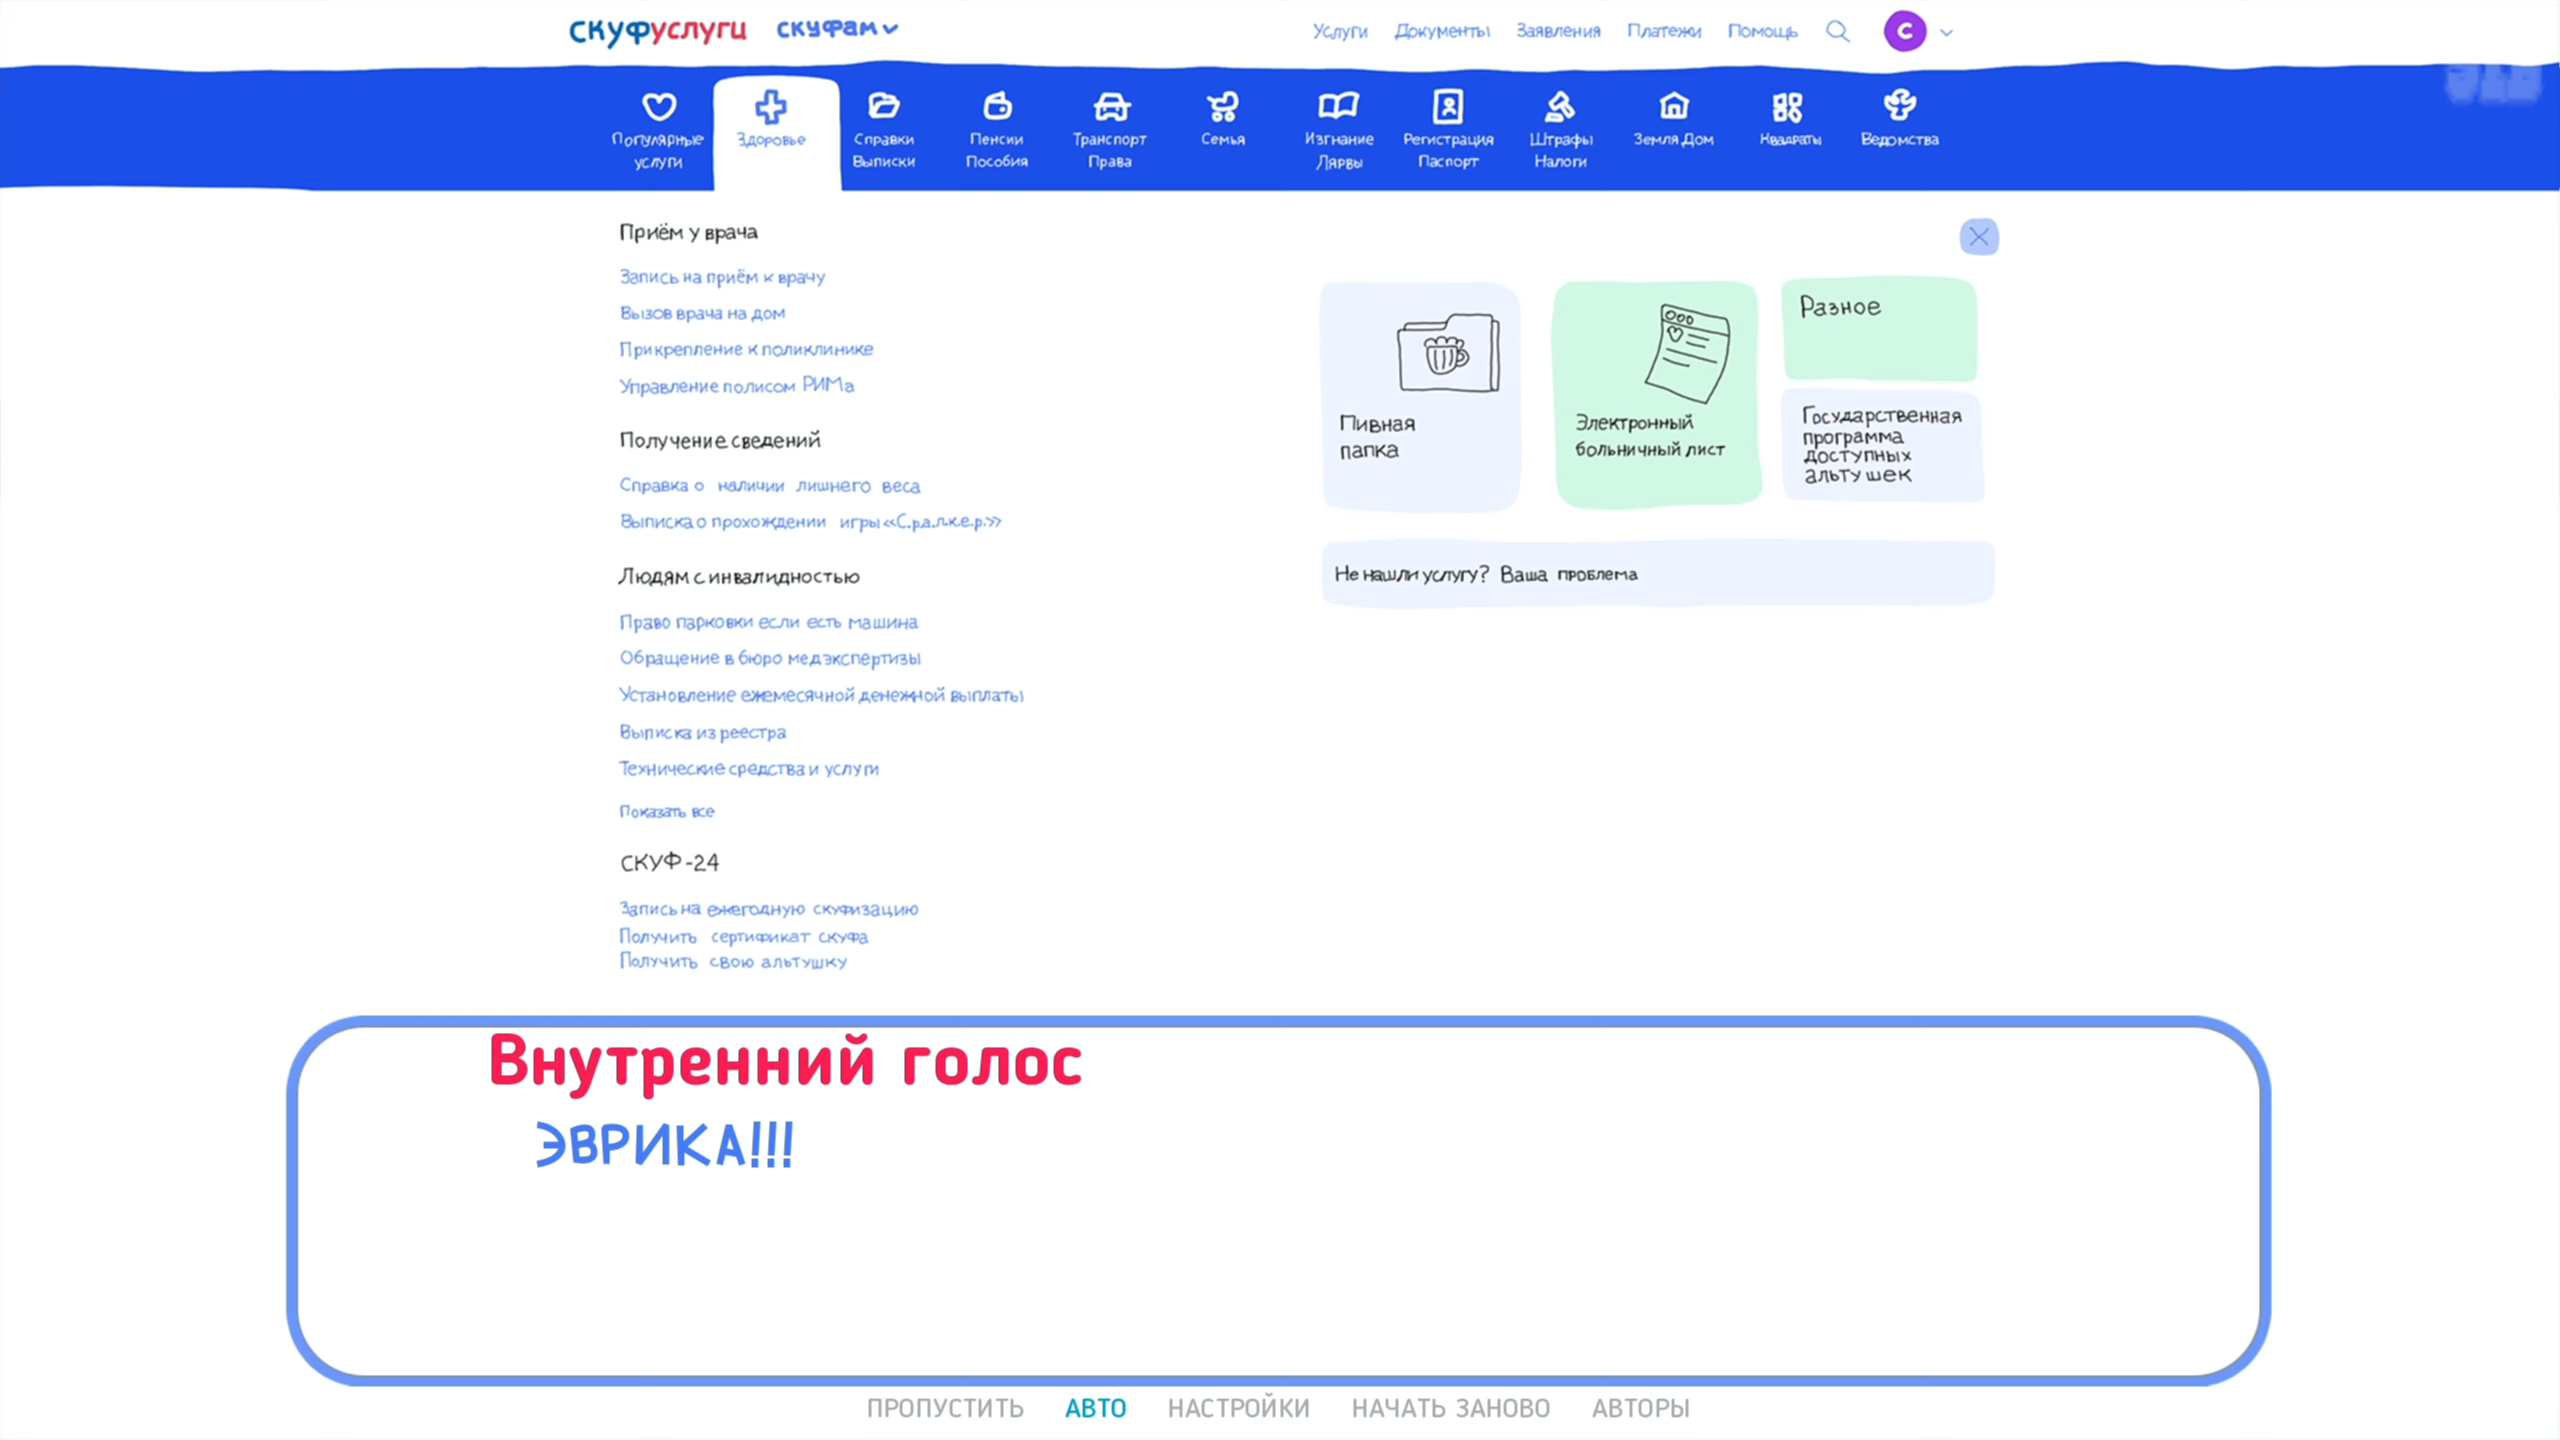 скуфуслуги скуфам
Услуги Документы Заявления Платежи Помощь С
Популярные услуги
Здоровье
Справки Выписки
Пенсии Пособия
Транспорт Права
Семья
Изгнание Лярвы
Регистрация Паспорт
Штрафы Налоги
Земля Дом
Квадраты
Ведомства
Приём у врача
Запись на приём к врачу
Вызов врача на дом
Прикрепление к поликлинике
Управление полисом РИМа
Получение сведений
Справка о наличии лишнего веса
Выписка о прохождении игры «С.р.а.л.к.е.р.»
Людям с инвалидностью
Право парковки если есть машина
Обращение в бюро медэкспертизы
Установление ежемесячной денежной выплаты
Выписка из реестра
Технические средства и услуги
Показать все
СКУФ-24
Запись на ежегодную скуфизацию
Получить сертификат скуфа
Получить свою альтушку
Пивная
папка
Электронный
больничный лист
Разное
Государственная
программа
доступных
альтушек
Не нашли услугу? Ваша проблема
Внутренний голос
ЭВРИКА!!!
ПРОПУСТИТЬ АВТО НАСТРОЙКИ НАЧАТЬ ЗАНОВО АВТОРЫ